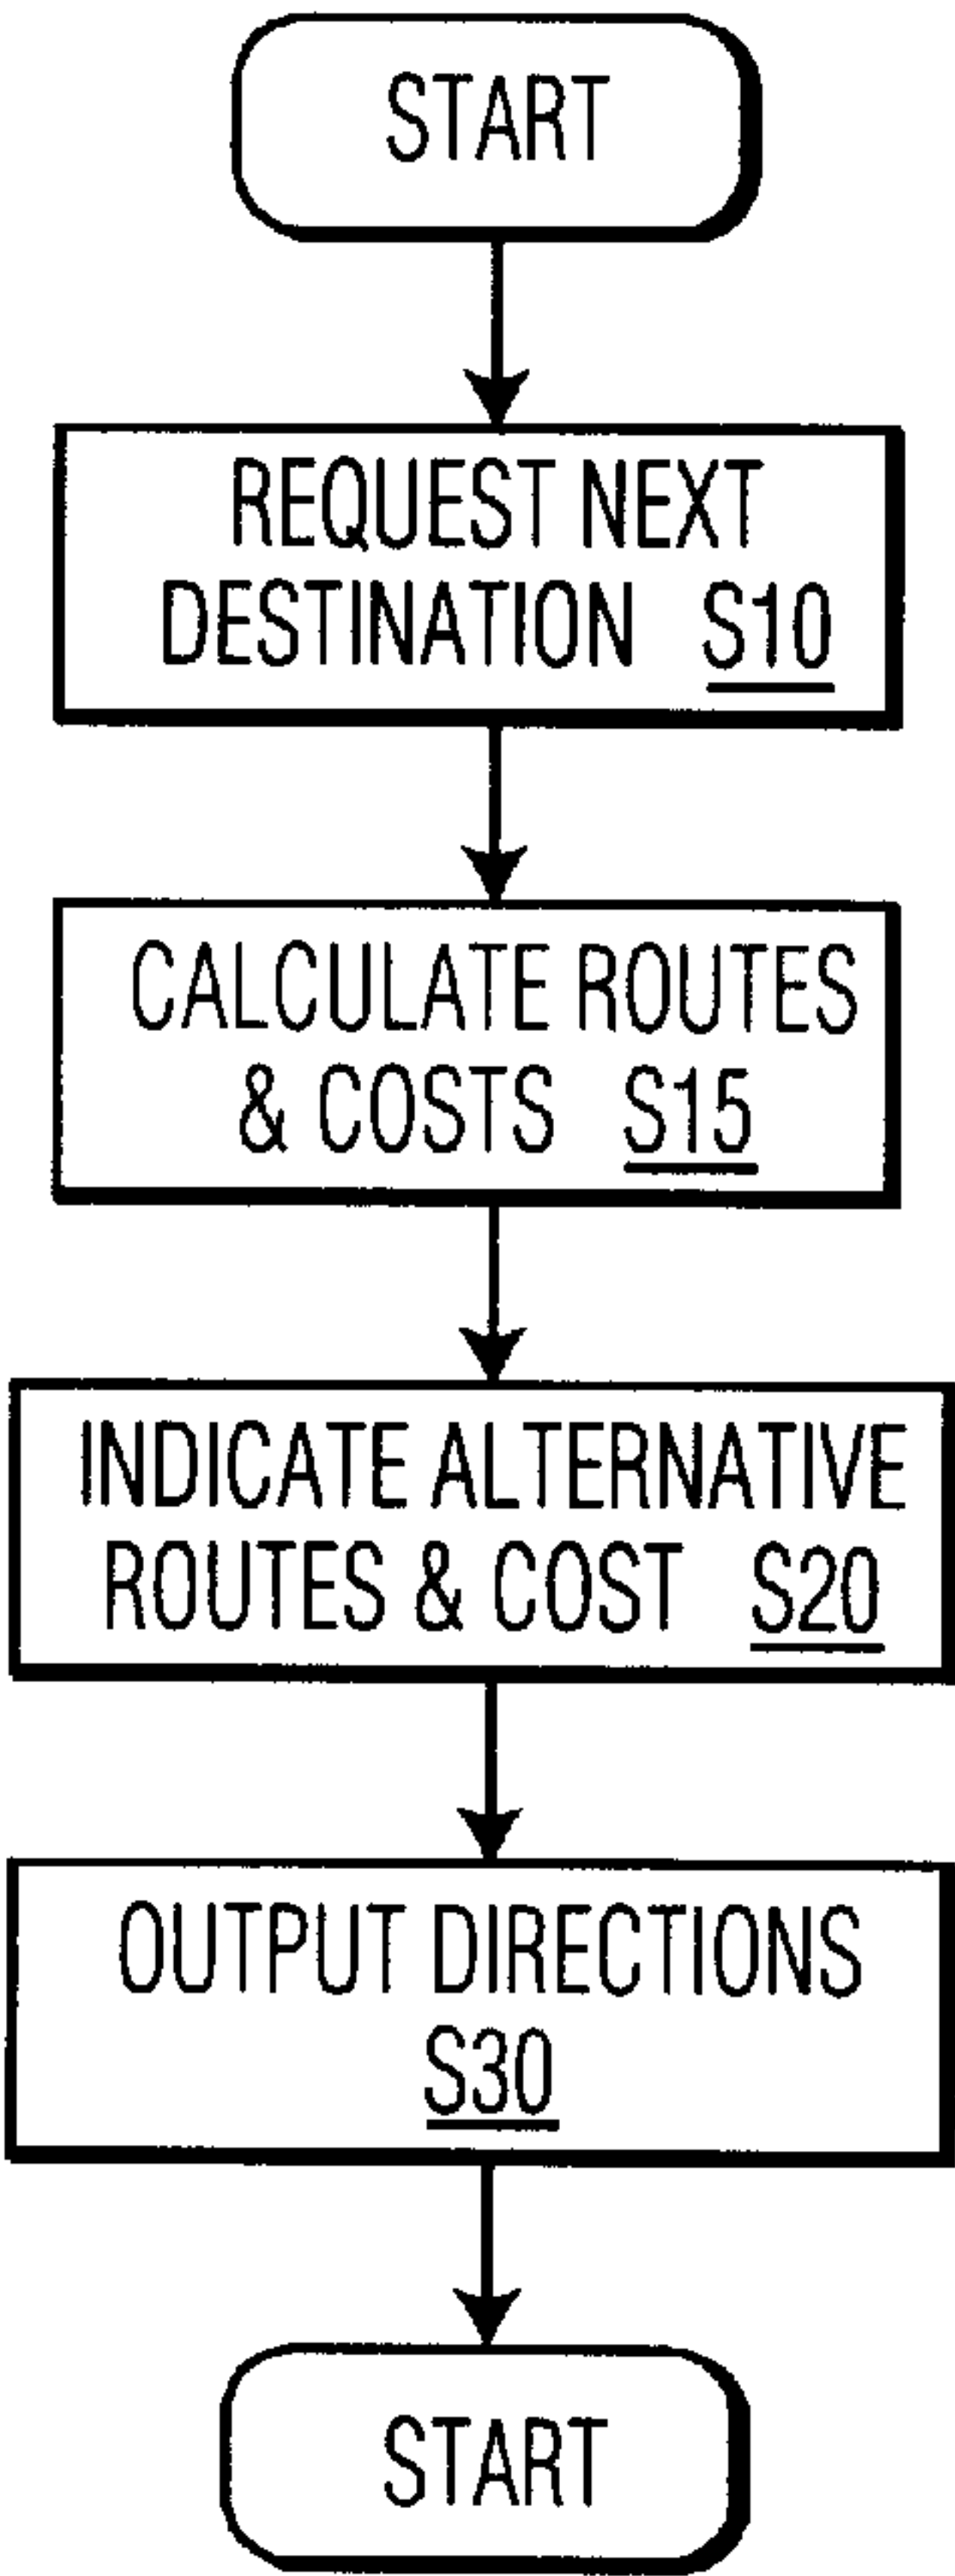 START
REQUEST NEXT
DESTINATION S10
CALCULATE ROUTES
& COSTS S15
INDICATE ALTERNATIVE
ROUTES & COST S20
OUTPUT DIRECTIONS
S30
START